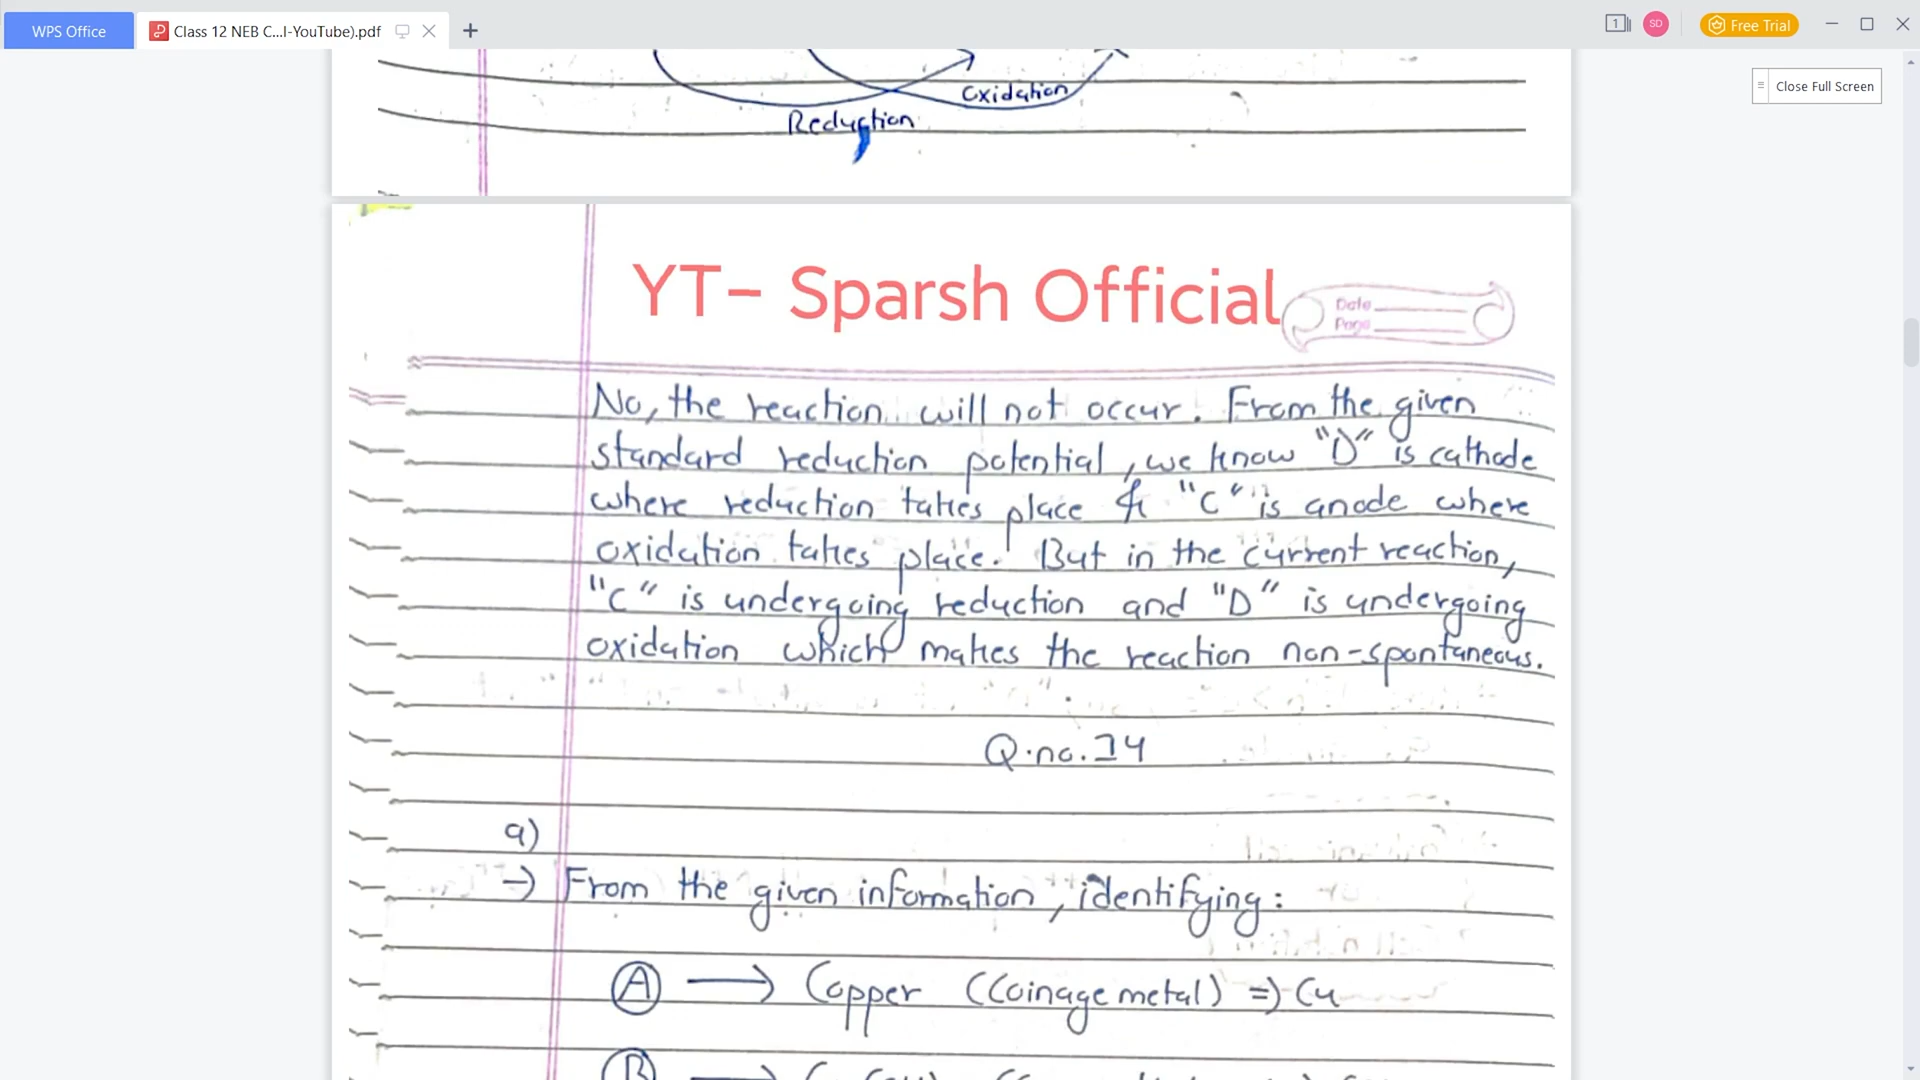 WPS Office
Class 12 NEB C...l-YouTube).pdf
1
SD
Free Trial
Close Full Screen
Oxidation
Reduction
YT- Sparsh Official
Date
Page
No, the reaction will not occur. From the given
standard reduction potential, we know "D" is cathode
where reduction takes place & "C" is anode where
oxidation takes place. But in the current reaction,
"C" is undergoing reduction and "D" is undergoing
oxidation which makes the reaction non-spontaneous.
Q.no.14
a)
→ From the given information, identifying:
A → Copper (Coinage metal) => Cu
B →